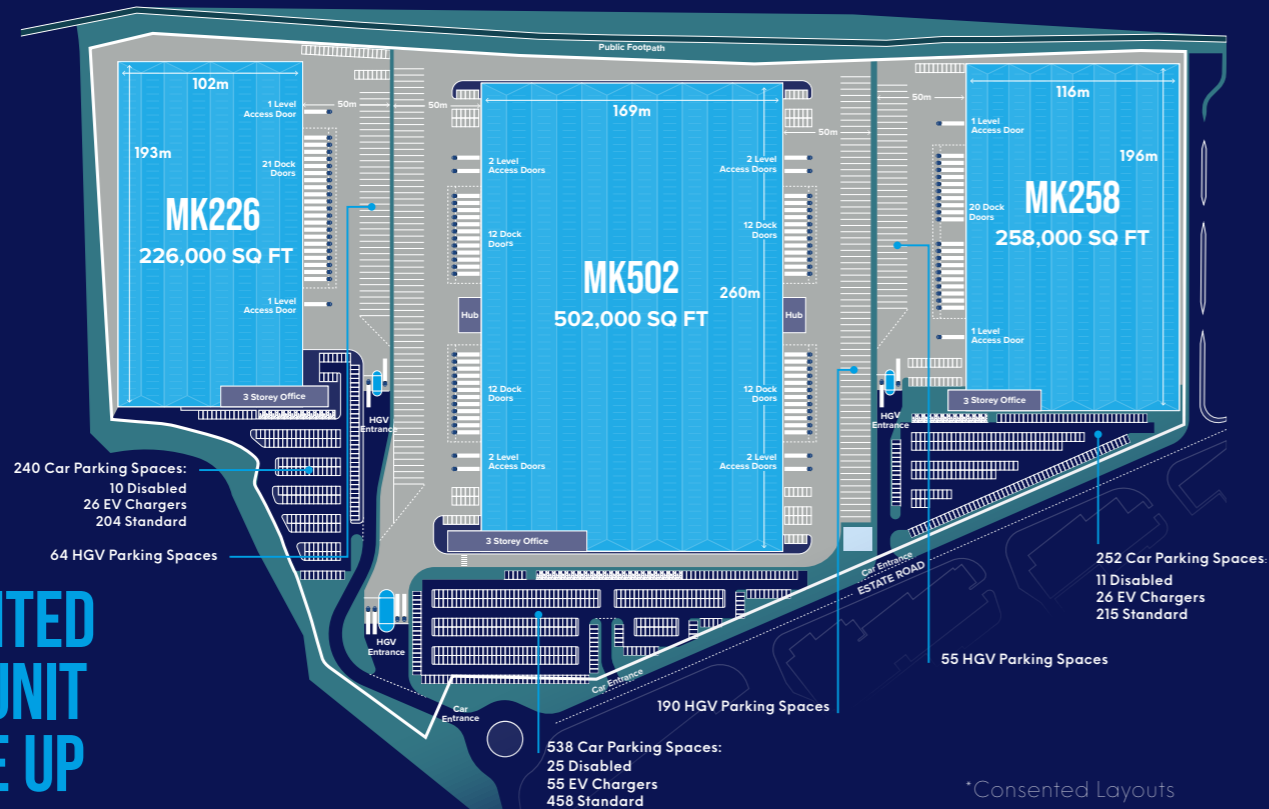 Public Footpath
102m
193m
MK226
226,000 SQ FT
1 Level
Access Door
21 Dock
Doors
1 Level
Access Door
3 Storey Office
50m
50m
HGV
Entrance
240 Car Parking Spaces:
10 Disabled
26 EV Chargers
204 Standard
64 HGV Parking Spaces
169m
260m
MK502
502,000 SQ FT
2 Level
Access Doors
12 Dock
Doors
Hub
12 Dock
Doors
2 Level
Access Doors
2 Level
Access Doors
12 Dock
Doors
Hub
12 Dock
Doors
2 Level
Access Doors
3 Storey Office
50m
50m
116m
196m
MK258
258,000 SQ FT
1 Level
Access Door
20 Dock
Doors
1 Level
Access Door
3 Storey Office
HGV
Entrance
252 Car Parking Spaces:
11 Disabled
26 EV Chargers
215 Standard
55 HGV Parking Spaces
190 HGV Parking Spaces
Car Entrance
ESTATE ROAD
Car Entrance
HGV
Entrance
Car
Entrance
538 Car Parking Spaces:
25 Disabled
55 EV Chargers
458 Standard
UNIT
UP
*Consented Layouts